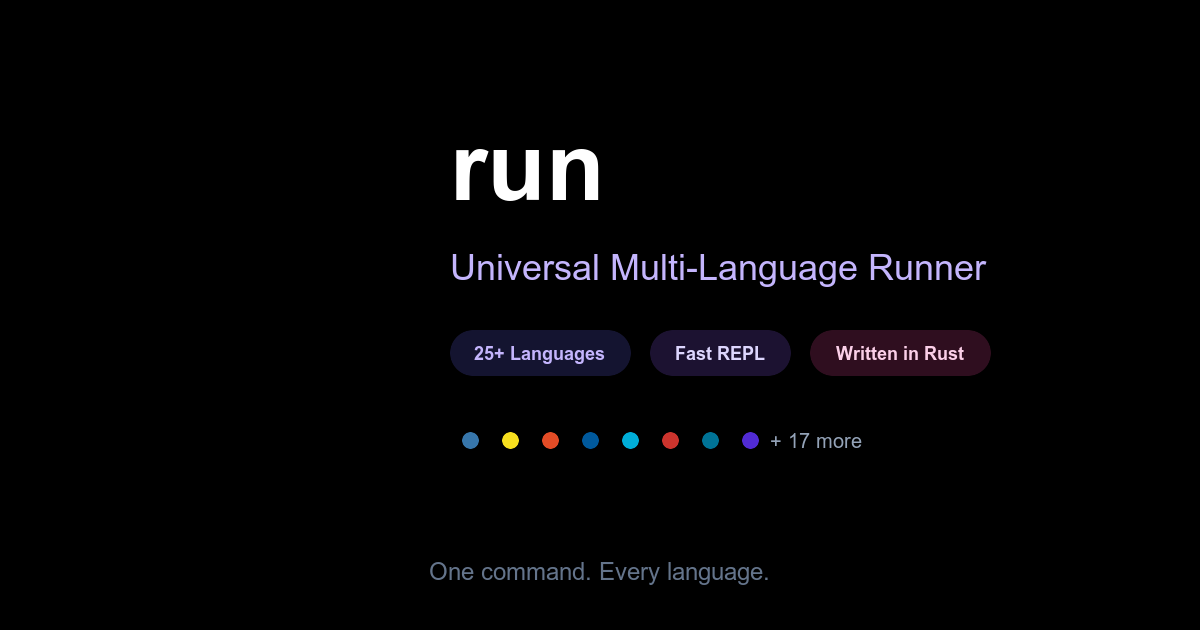 run
Universal Multi-Language Runner
25+ Languages
Fast REPL
Written in Rust
+ 17 more
One command. Every language.